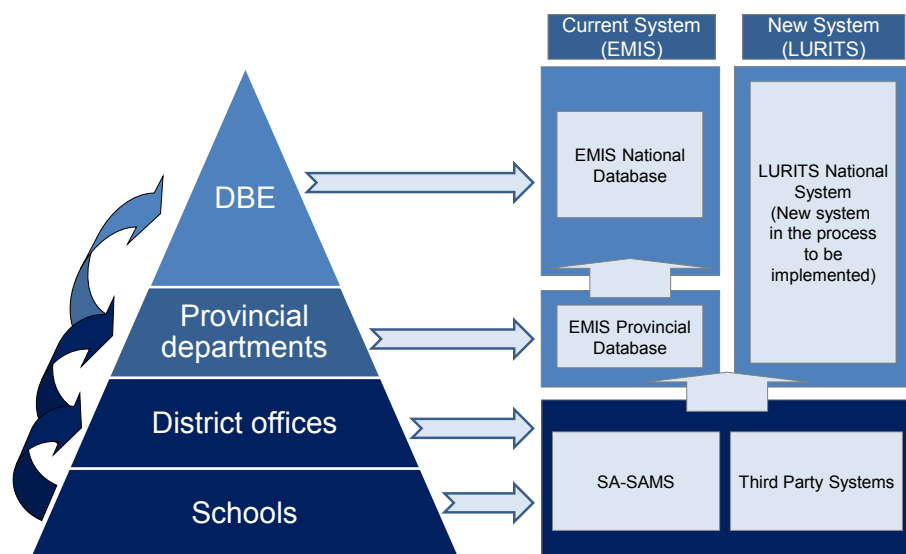 Current System
(EMIS)
New System
(LURITS)
DBE
Provincial
departments
District offices
Schools
EMIS National
Database
EMIS Provincial
Database
LURITS National
System
(New system
in the process
to be
implemented)
SA-SAMS
Third Party Systems